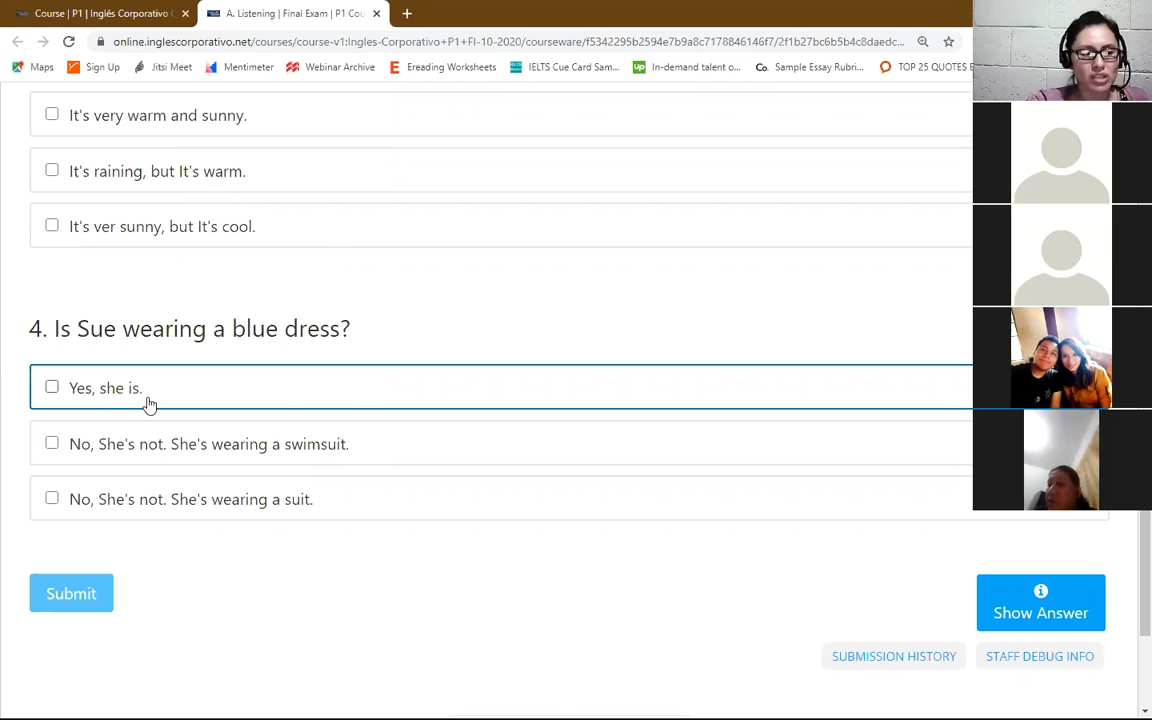 Course | P1 | Inglés Corporativo
A. Listening | Final Exam | P1 Cou
online.inglescorporativo.net/courses/course-v1:Ingles-Corporativo+P1+FI-10-2020/courseware/f5342295b2594e7b9a8c7178846146f7/2f1b27bc6b5b4c8daedc...
Maps Sign Up Jitsi Meet Mentimeter Webinar Archive Ereading Worksheets IELTS Cue Card Sam... In-demand talent o... Co. Sample Essay Rubri... TOP 25 QUOTES
It's very warm and sunny.
It's raining, but It's warm.
It's ver sunny, but It's cool.
4. Is Sue wearing a blue dress?
Yes, she is.
No, She's not. She's wearing a swimsuit.
No, She's not. She's wearing a suit.
Submit
Show Answer
SUBMISSION HISTORY STAFF DEBUG INFO